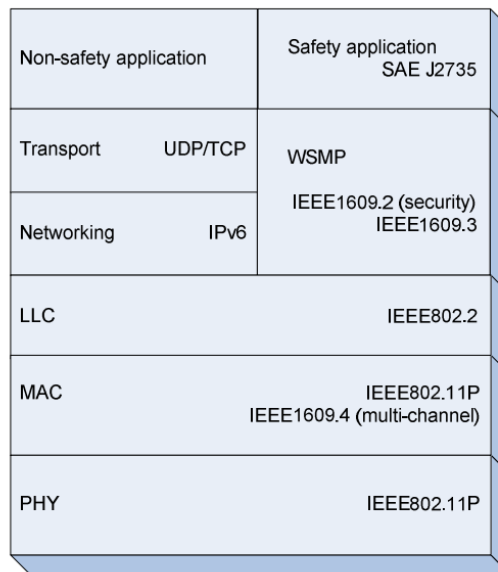 Non-safety application
Safety application
SAE J2735
Transport UDP/TCP
Networking IPv6
WSMP
IEEE1609.2 (security)
IEEE1609.3
LLC IEEE802.2
MAC IEEE802.11P
IEEE1609.4 (multi-channel)
PHY IEEE802.11P